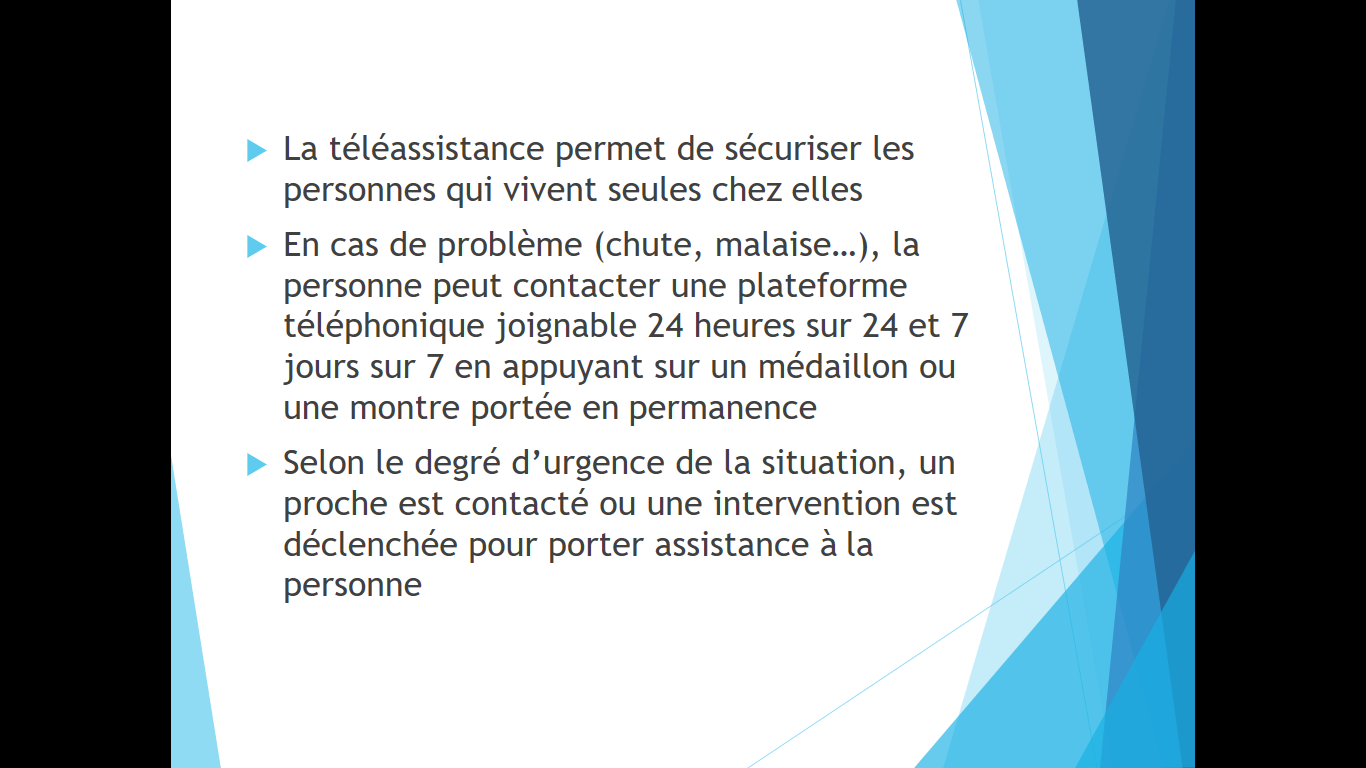 La téléassistance permet de sécuriser les
personnes qui vivent seules chez elles
En cas de problème (chute, malaise…), la
personne peut contacter une plateforme
téléphonique joignable 24 heures sur 24 et 7
jours sur 7 en appuyant sur un médaillon ou
une montre portée en permanence
Selon le degré d’urgence de la situation, un
proche est contacté ou une intervention est
déclenchée pour porter assistance à la
personne